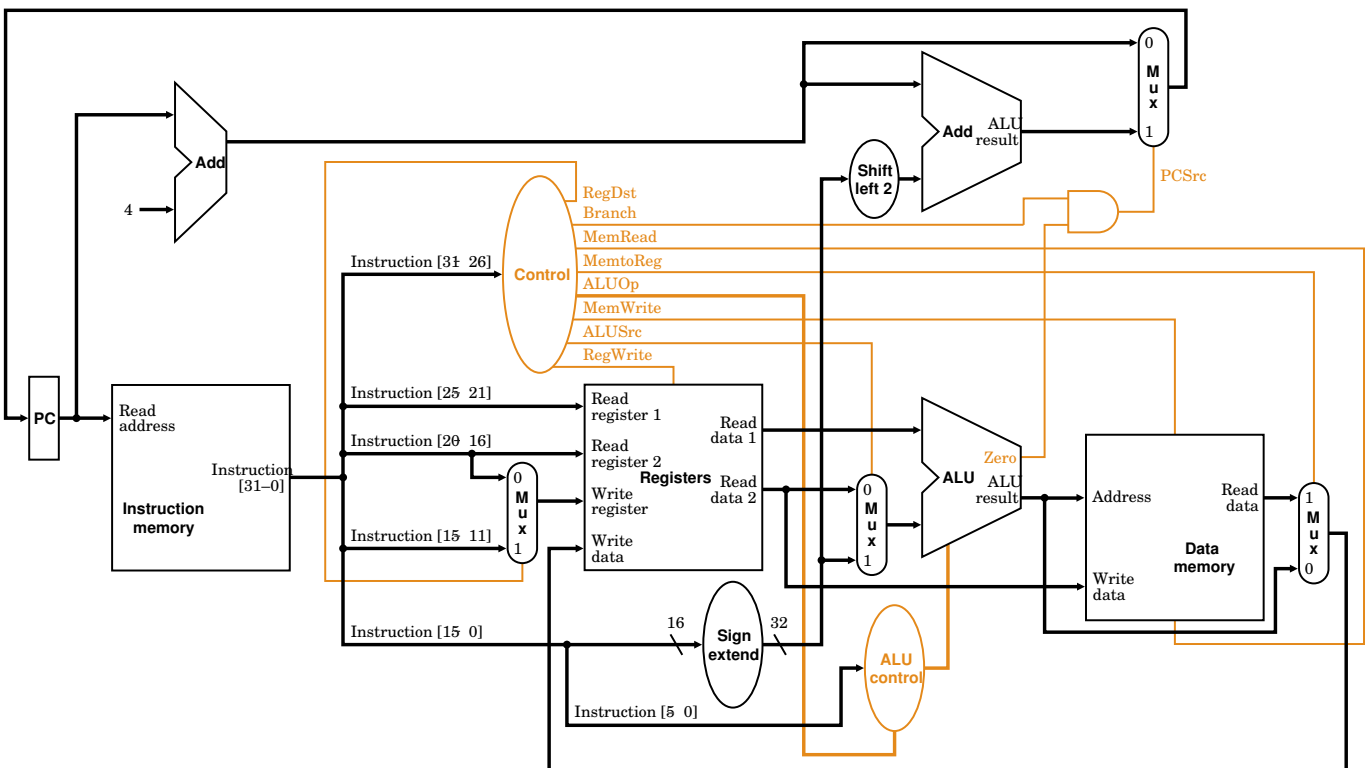 0
M
u
x
1
Add
ALU
result
Add
4
Shift
left 2
PCSrc
RegDst
Branch
MemRead
MemtoReg
ALUOp
MemWrite
ALUSrc
RegWrite
Control
Instruction [31 26]
Instruction [25 21]
Instruction [20 16]
Instruction [15 11]
Instruction [15 0]
Instruction [5 0]
PC
Read
address
Instruction
[31–0]
Instruction
memory
0
M
u
x
1
Read
register 1
Read
register 2
Write
register
Write
data
Registers
Read
data 1
Read
data 2
0
M
u
x
1
Zero
ALU
ALU
result
Address
Write
data
Read
data
Data
memory
1
M
u
x
0
16
Sign
extend
32
ALU
control